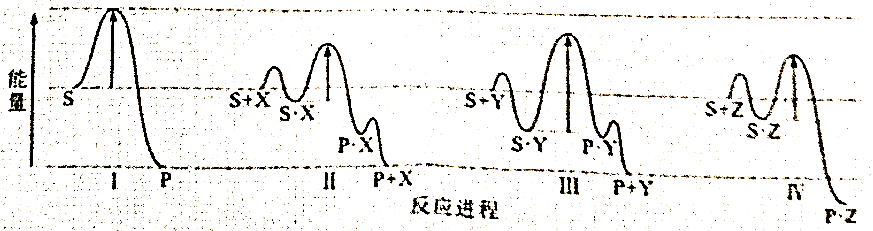 能量
S
I
P
S+X
S·X
P·X
II
P+X
S+Y
S·Y
P·Y
III
P+Y
S+Z
S·Z
IV
P·Z
反应进程